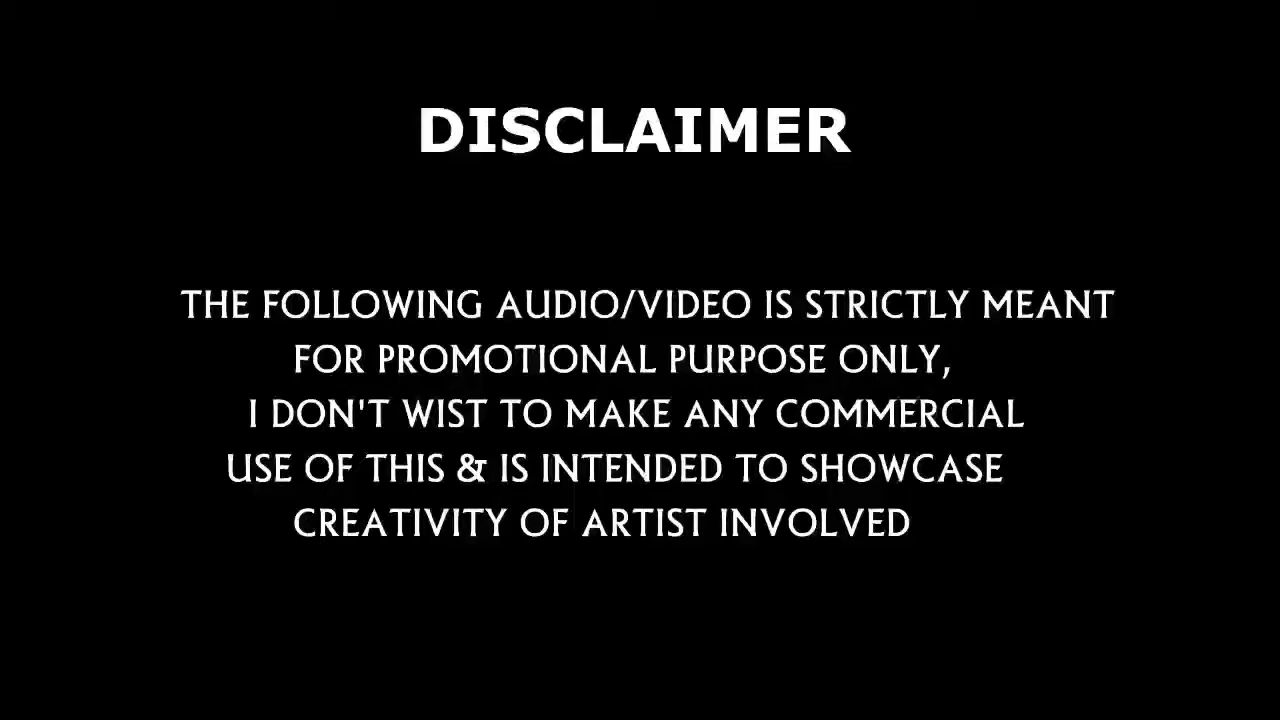 DISCLAIMER
THE FOLLOWING AUDIO/VIDEO IS STRICTLY MEANT
FOR PROMOTIONAL PURPOSE ONLY,
I DON'T WIST TO MAKE ANY COMMERCIAL
USE OF THIS & IS INTENDED TO SHOWCASE
CREATIVITY OF ARTIST INVOLVED